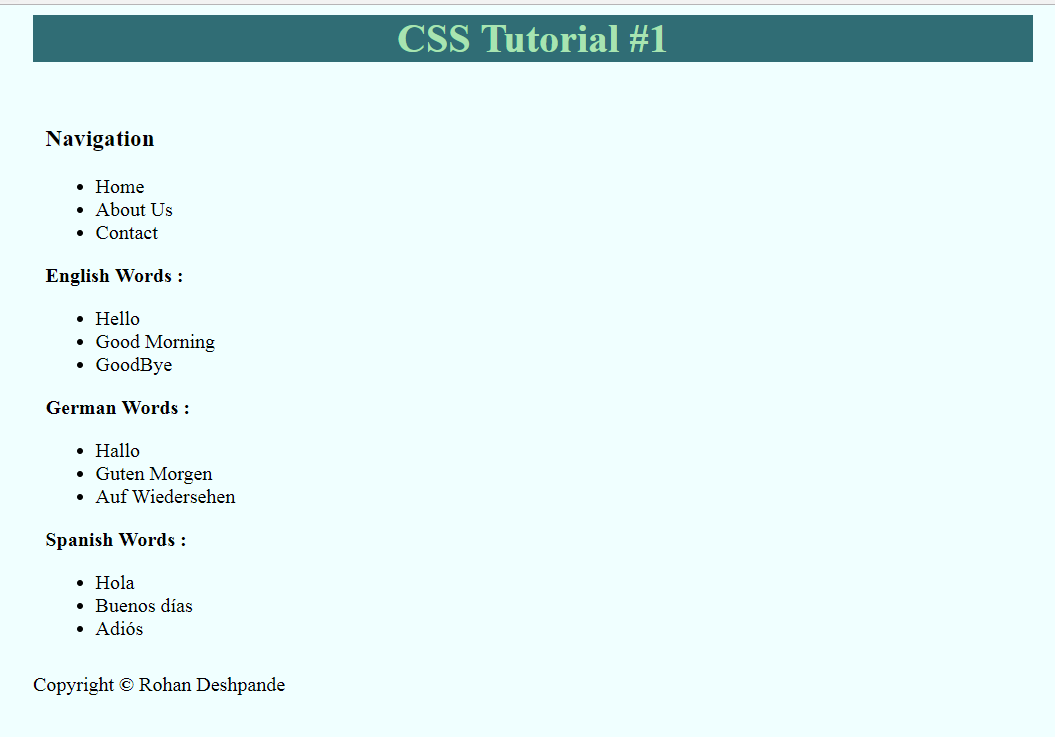 CSS Tutorial #1
Navigation
Home
About Us
Contact
English Words :
Hello
Good Morning
GoodBye
German Words :
Hallo
Guten Morgen
Auf Wiedersehen
Spanish Words :
Hola
Buenos días
Adiós
Copyright © Rohan Deshpande